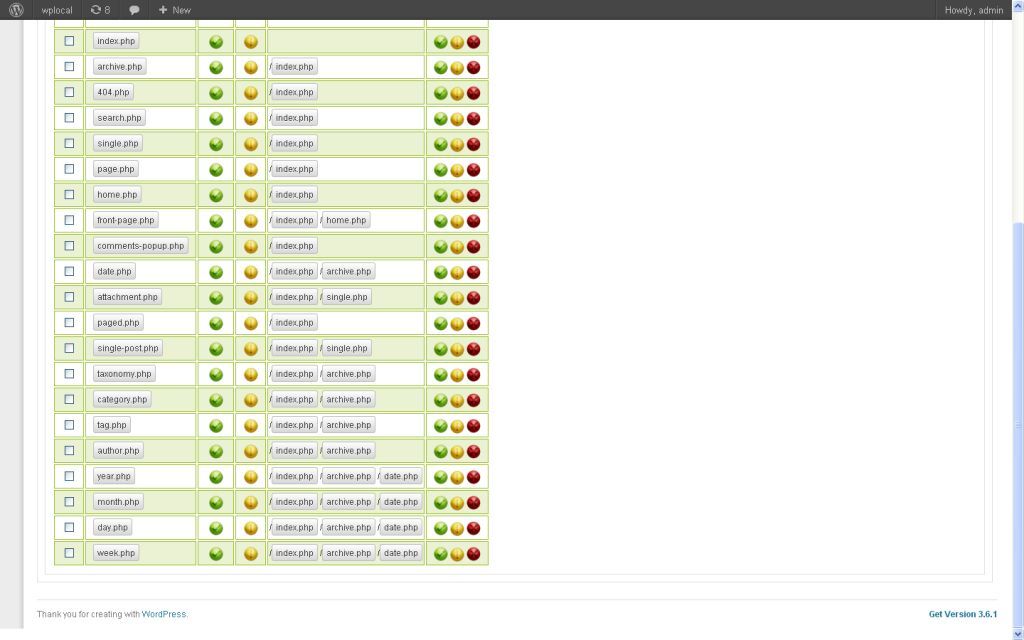 wplocal 8 New Howdy, admin
index.php
archive.php / index.php
404.php / index.php
search.php / index.php
single.php / index.php
page.php / index.php
home.php / index.php
front-page.php / index.php / home.php
comments-popup.php / index.php
date.php / index.php / archive.php
attachment.php / index.php / single.php
paged.php / index.php
single-post.php / index.php / single.php
taxonomy.php / index.php / archive.php
category.php / index.php / archive.php
tag.php / index.php / archive.php
author.php / index.php / archive.php
year.php / index.php / archive.php / date.php
month.php / index.php / archive.php / date.php
day.php / index.php / archive.php / date.php
week.php / index.php / archive.php / date.php
Thank you for creating with WordPress. Get Version 3.6.1